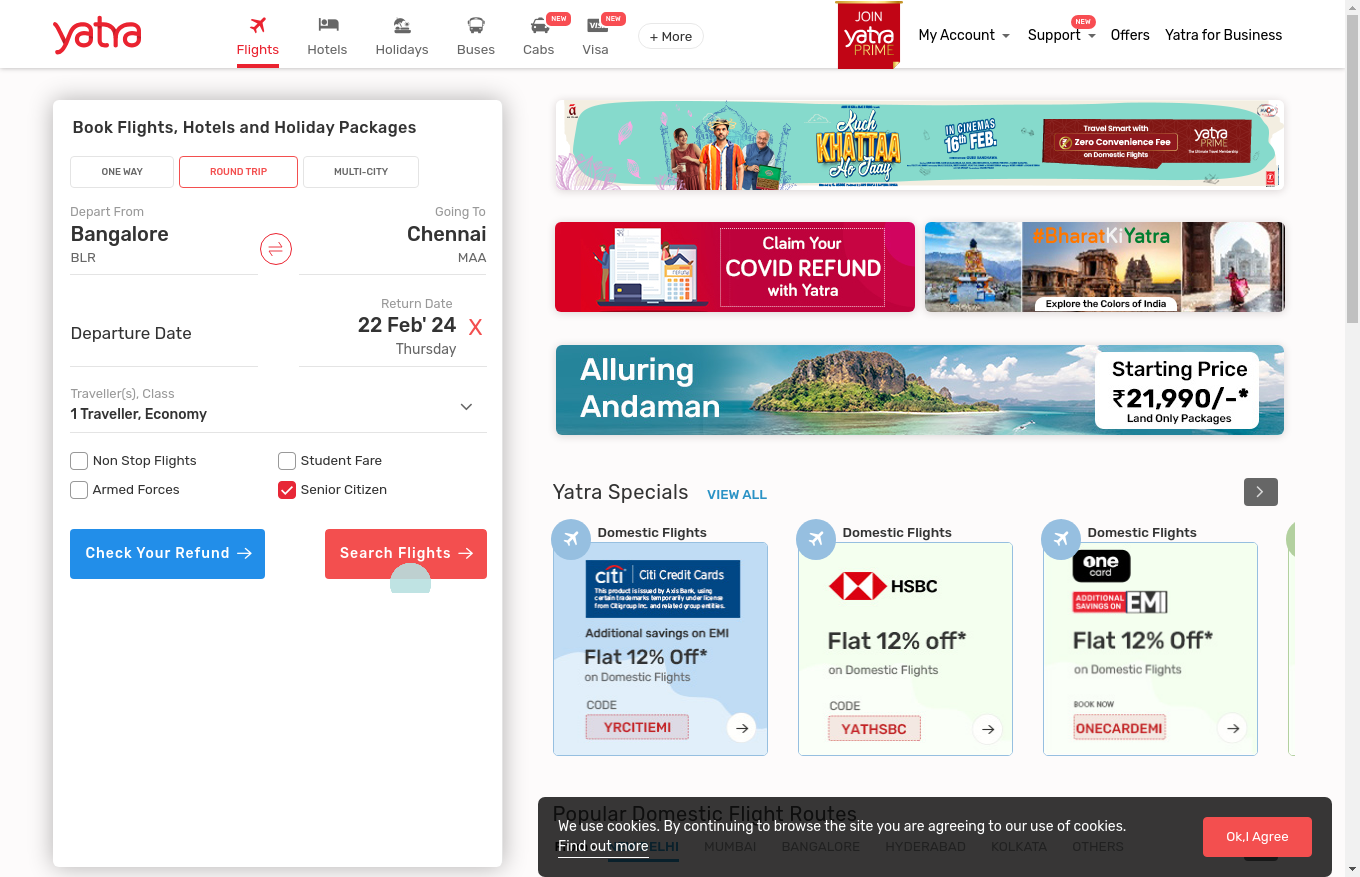 yatra
Flights
Hotels
Holidays
Buses
NEW
Cabs
VISA
NEW
Visa
+ More
JOIN
yatra
PRIME
My Account
NEW
Support
Offers
Yatra for Business
Book Flights, Hotels and Holiday Packages
ONE WAY
ROUND TRIP
MULTI-CITY
Depart From
Going To
Bangalore
Chennai
BLR
MAA
Return Date
Departure Date
22 Feb' 24
X
Thursday
Traveller(s), Class
1 Traveller, Economy
Non Stop Flights
Student Fare
Armed Forces
Senior Citizen
Check Your Refund
Search Flights
Kuch
KHATTAA
Ho Jaay
IN CINEMAS
16th FEB.
Travel Smart with
Zero Convenience Fee
on Domestic Flights
yatra
PRIME
Claim Your
COVID REFUND
with Yatra
#BharatKiYatra
Explore the Colors of India
Alluring
Andaman
Starting Price
₹21,990/-*
Land Only Packages
Yatra Specials
VIEW ALL
Domestic Flights
citi
Citi Credit Cards
This product is issued by Axis Bank, using
certain trademarks temporarily under license
from Citigroup Inc. and related group entities.
Additional savings on EMI
Flat 12% Off*
on Domestic Flights
CODE
YRCITIEMI
Domestic Flights
HSBC
Flat 12% off*
on Domestic Flights
CODE
YATHSBC
Domestic Flights
one
card
ADDITIONAL
SAVINGS ON
EMI
Flat 12% Off*
on Domestic Flights
BOOK NOW
ONECARDEMI
Popular Domestic Flight Routes
We use cookies. By continuing to browse the site you are agreeing to our use of cookies.
Find out more
Ok,I Agree
DELHI
MUMBAI
BANGALORE
HYDERABAD
KOLKATA
OTHERS